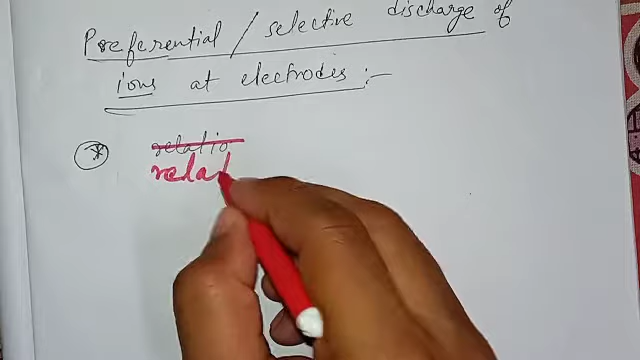 Preferential / selective discharge of
ions at electrodes :-
relatio
relat